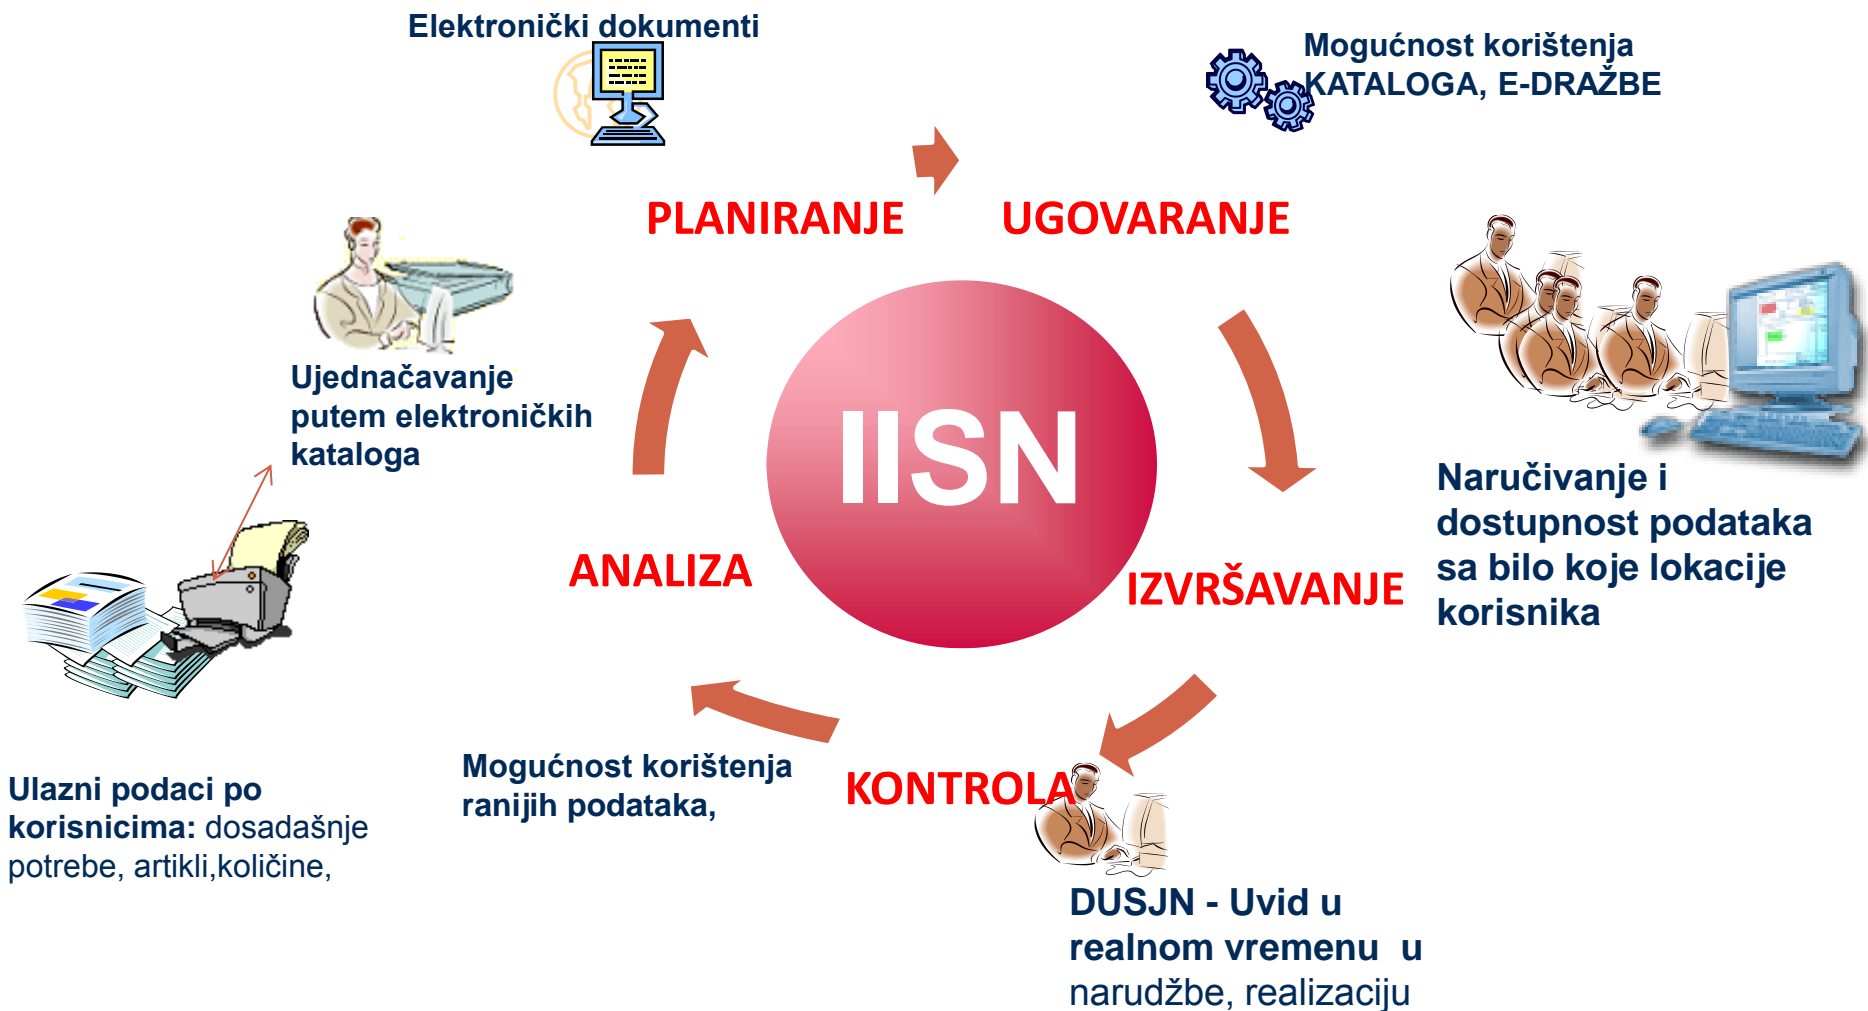 Elektronički dokumenti
Mogućnost korištenja
KATALOGA, E-DRAŽBE
PLANIRANJE
UGOVARANJE
Ujednačavanje
putem elektroničkih
kataloga
IISN
Naručivanje i
dostupnost podataka
sa bilo koje lokacije
korisnika
ANALIZA
IZVRŠAVANJE
Mogućnost korištenja
ranijih podataka,
KONTROLA
Ulazni podaci po
korisnicima: dosadašnje
potrebe, artikli,količine,
DUSJN - Uvid u
realnom vremenu u
narudžbe, realizaciju